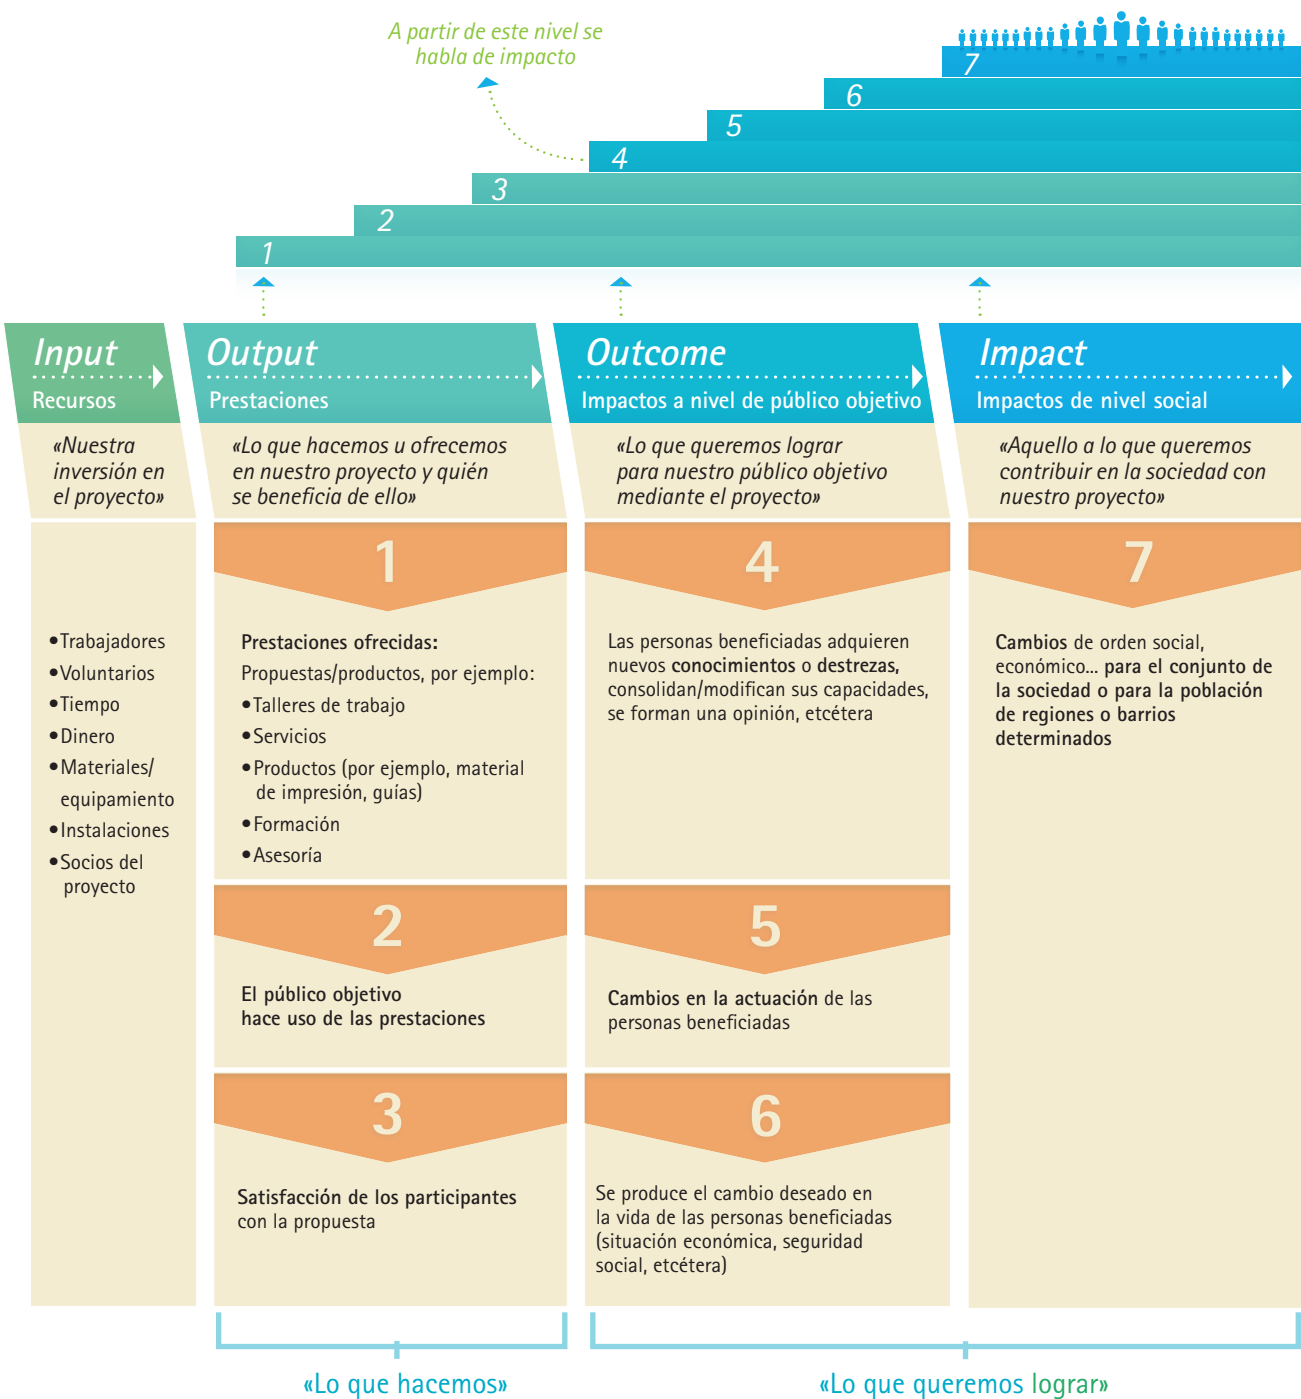 A partir de este nivel se
habla de impacto
7
6
5
4
3
2
1
Input
Recursos
«Nuestra
inversión en
el proyecto»
•Trabajadores
•Voluntarios
•Tiempo
•Dinero
•Materiales/
equipamiento
•Instalaciones
•Socios del
proyecto
Output
Prestaciones
«Lo que hacemos u ofrecemos
en nuestro proyecto y quién
se beneficia de ello»
1
Prestaciones ofrecidas:
Propuestas/productos, por ejemplo:
•Talleres de trabajo
•Servicios
•Productos (por ejemplo, material
de impresión, guías)
•Formación
•Asesoría
2
El público objetivo
hace uso de las prestaciones
3
Satisfacción de los participantes
con la propuesta
Outcome
Impactos a nivel de público objetivo
«Lo que queremos lograr
para nuestro público objetivo
mediante el proyecto»
4
Las personas beneficiadas adquieren
nuevos conocimientos o destrezas,
consolidan/modifican sus capacidades,
se forman una opinión, etcétera
5
Cambios en la actuación de las
personas beneficiadas
6
Se produce el cambio deseado en
la vida de las personas beneficiadas
(situación económica, seguridad
social, etcétera)
Impact
Impactos de nivel social
«Aquello a lo que queremos
contribuir en la sociedad con
nuestro proyecto»
7
Cambios de orden social,
económico... para el conjunto de
la sociedad o para la población
de regiones o barrios
determinados
«Lo que hacemos»
«Lo que queremos lograr»